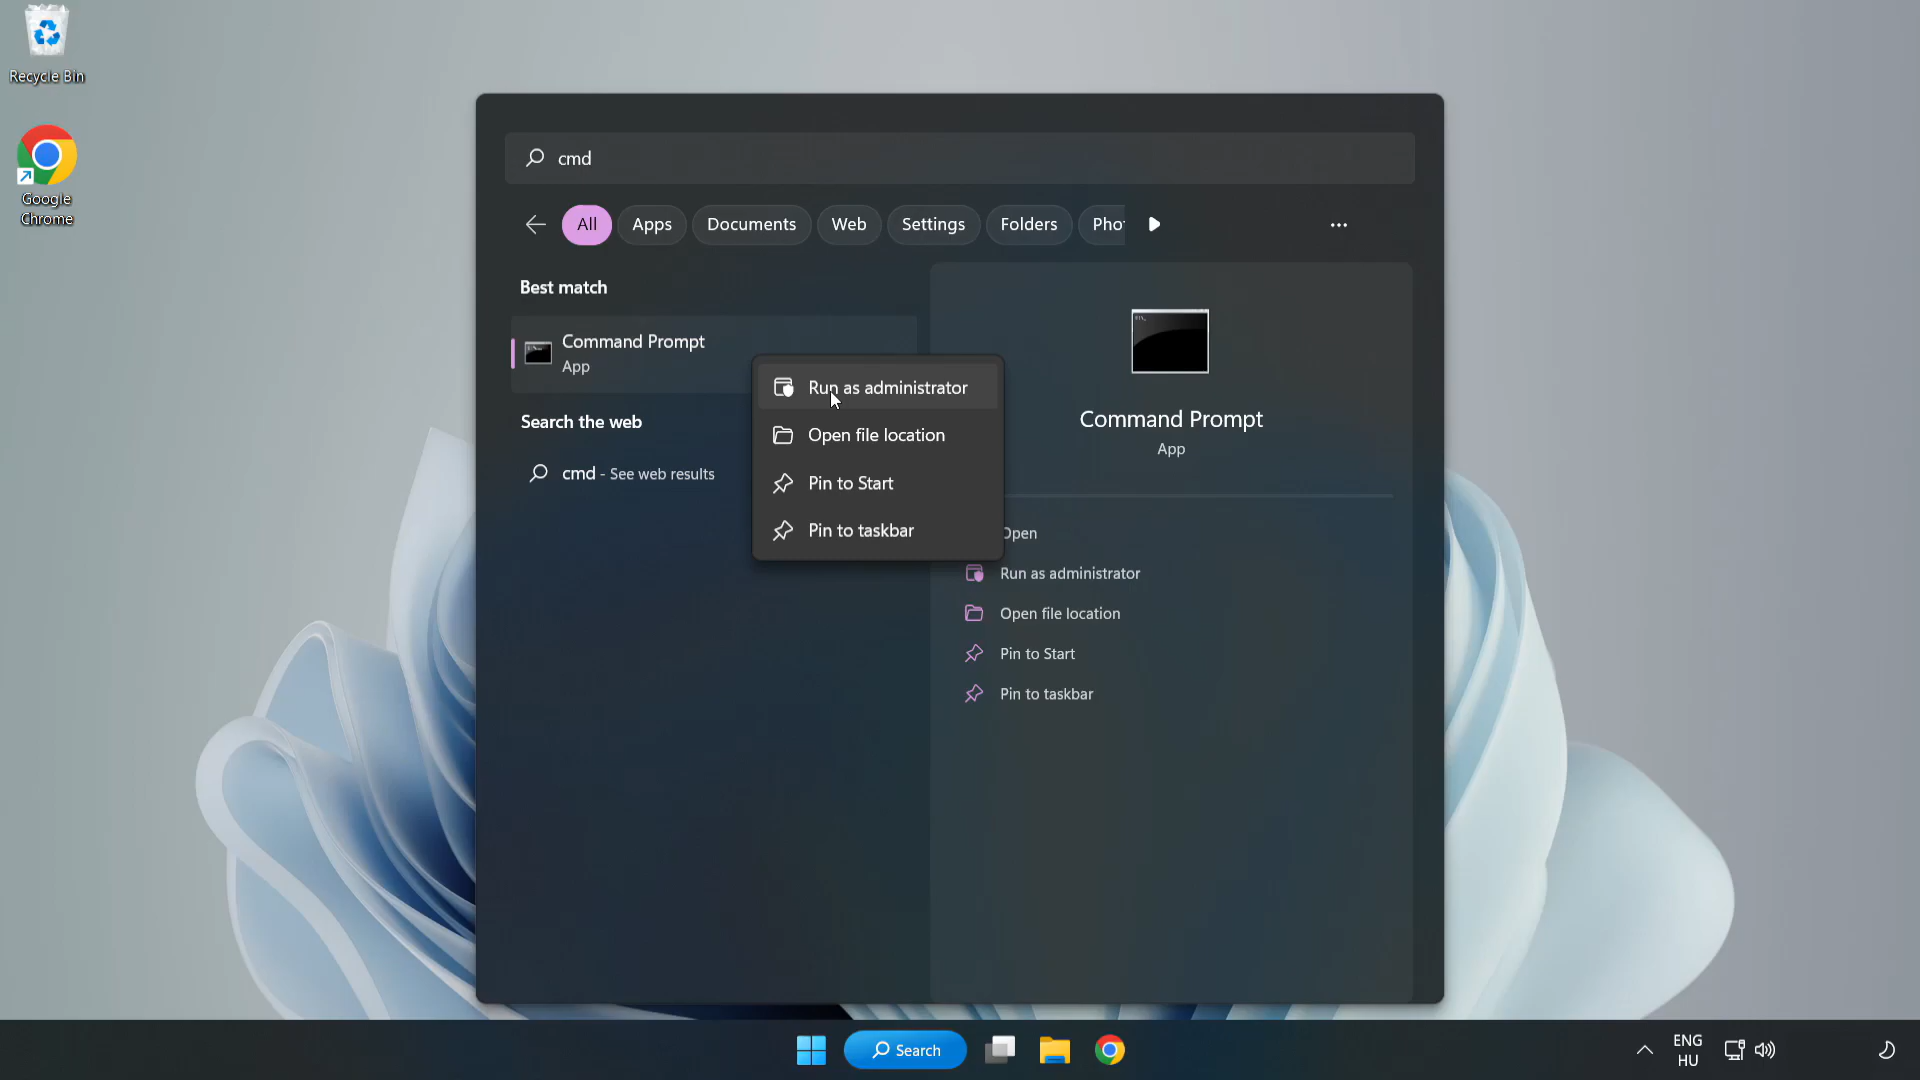 Recycle Bin
Google
Chrome
cmd
All
Apps
Documents
Web
Settings
Folders
Pho
Best match
Command Prompt
App
Search the web
cmd - See web results
Run as administrator
Open file location
Pin to Start
Pin to taskbar
Command Prompt
App
Open
Run as administrator
Open file location
Pin to Start
Pin to taskbar
Search
ENG
HU